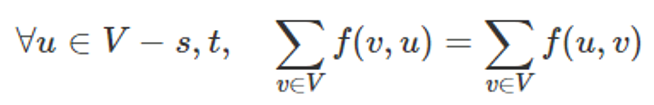 ∀u ∈ V − s, t, ∑_{v∈V} f(v, u) = ∑_{v∈V} f(u, v)